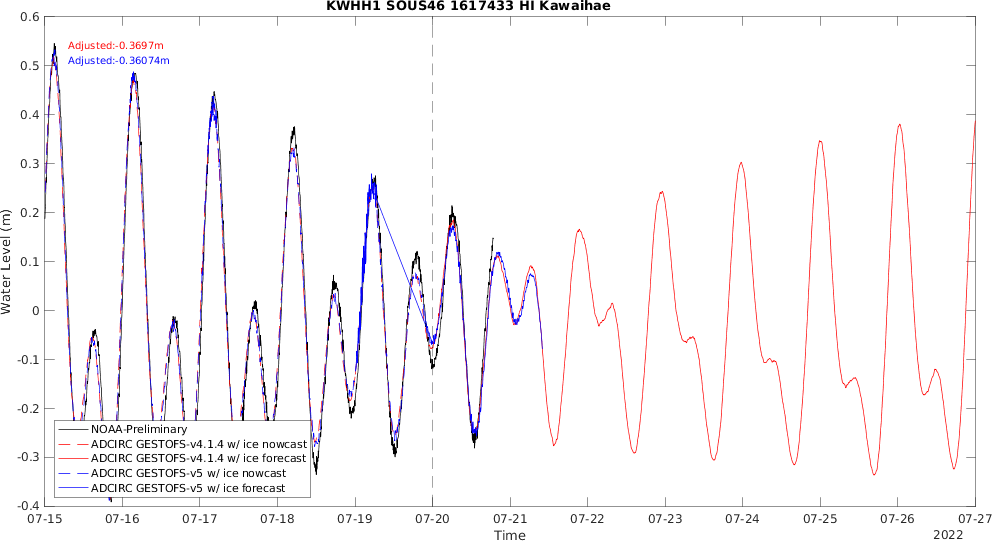 KWHH1 SOUS46 1617433 HI Kawaihae
Adjusted:-0.3697m
Adjusted:-0.36074m
Water Level (m)
0.6
0.5
0.4
0.3
0.2
0.1
0
-0.1
-0.2
-0.3
-0.4
NOAA-Preliminary
ADCIRC GESTOFS-v4.1.4 w/ ice nowcast
ADCIRC GESTOFS-v4.1.4 w/ ice forecast
ADCIRC GESTOFS-v5 w/ ice nowcast
ADCIRC GESTOFS-v5 w/ ice forecast
07-15 07-16 07-17 07-18 07-19 07-20 07-21 07-22 07-23 07-24 07-25 07-26 07-27
Time
2022